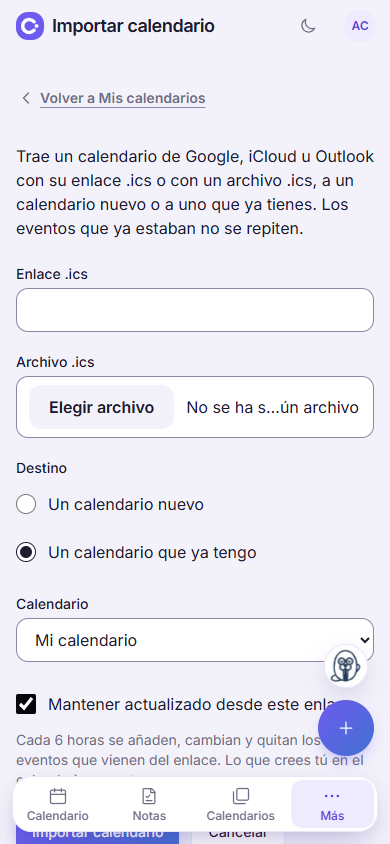 Importar calendario
AC
Volver a Mis calendarios
Trae un calendario de Google, iCloud u Outlook
con su enlace .ics o con un archivo .ics, a un
calendario nuevo o a uno que ya tienes. Los
eventos que ya estaban no se repiten.
Enlace .ics
Archivo .ics
Elegir archivo
No se ha s...ún archivo
Destino
Un calendario nuevo
Un calendario que ya tengo
Calendario
Mi calendario
Mantener actualizado desde este
Cada 6 horas se añaden, cambian y quitan los
eventos que vienen del enlace. Lo que crees tú en el
Calendario
Notas
Calendarios
Más
Importar calendario
Cancelar